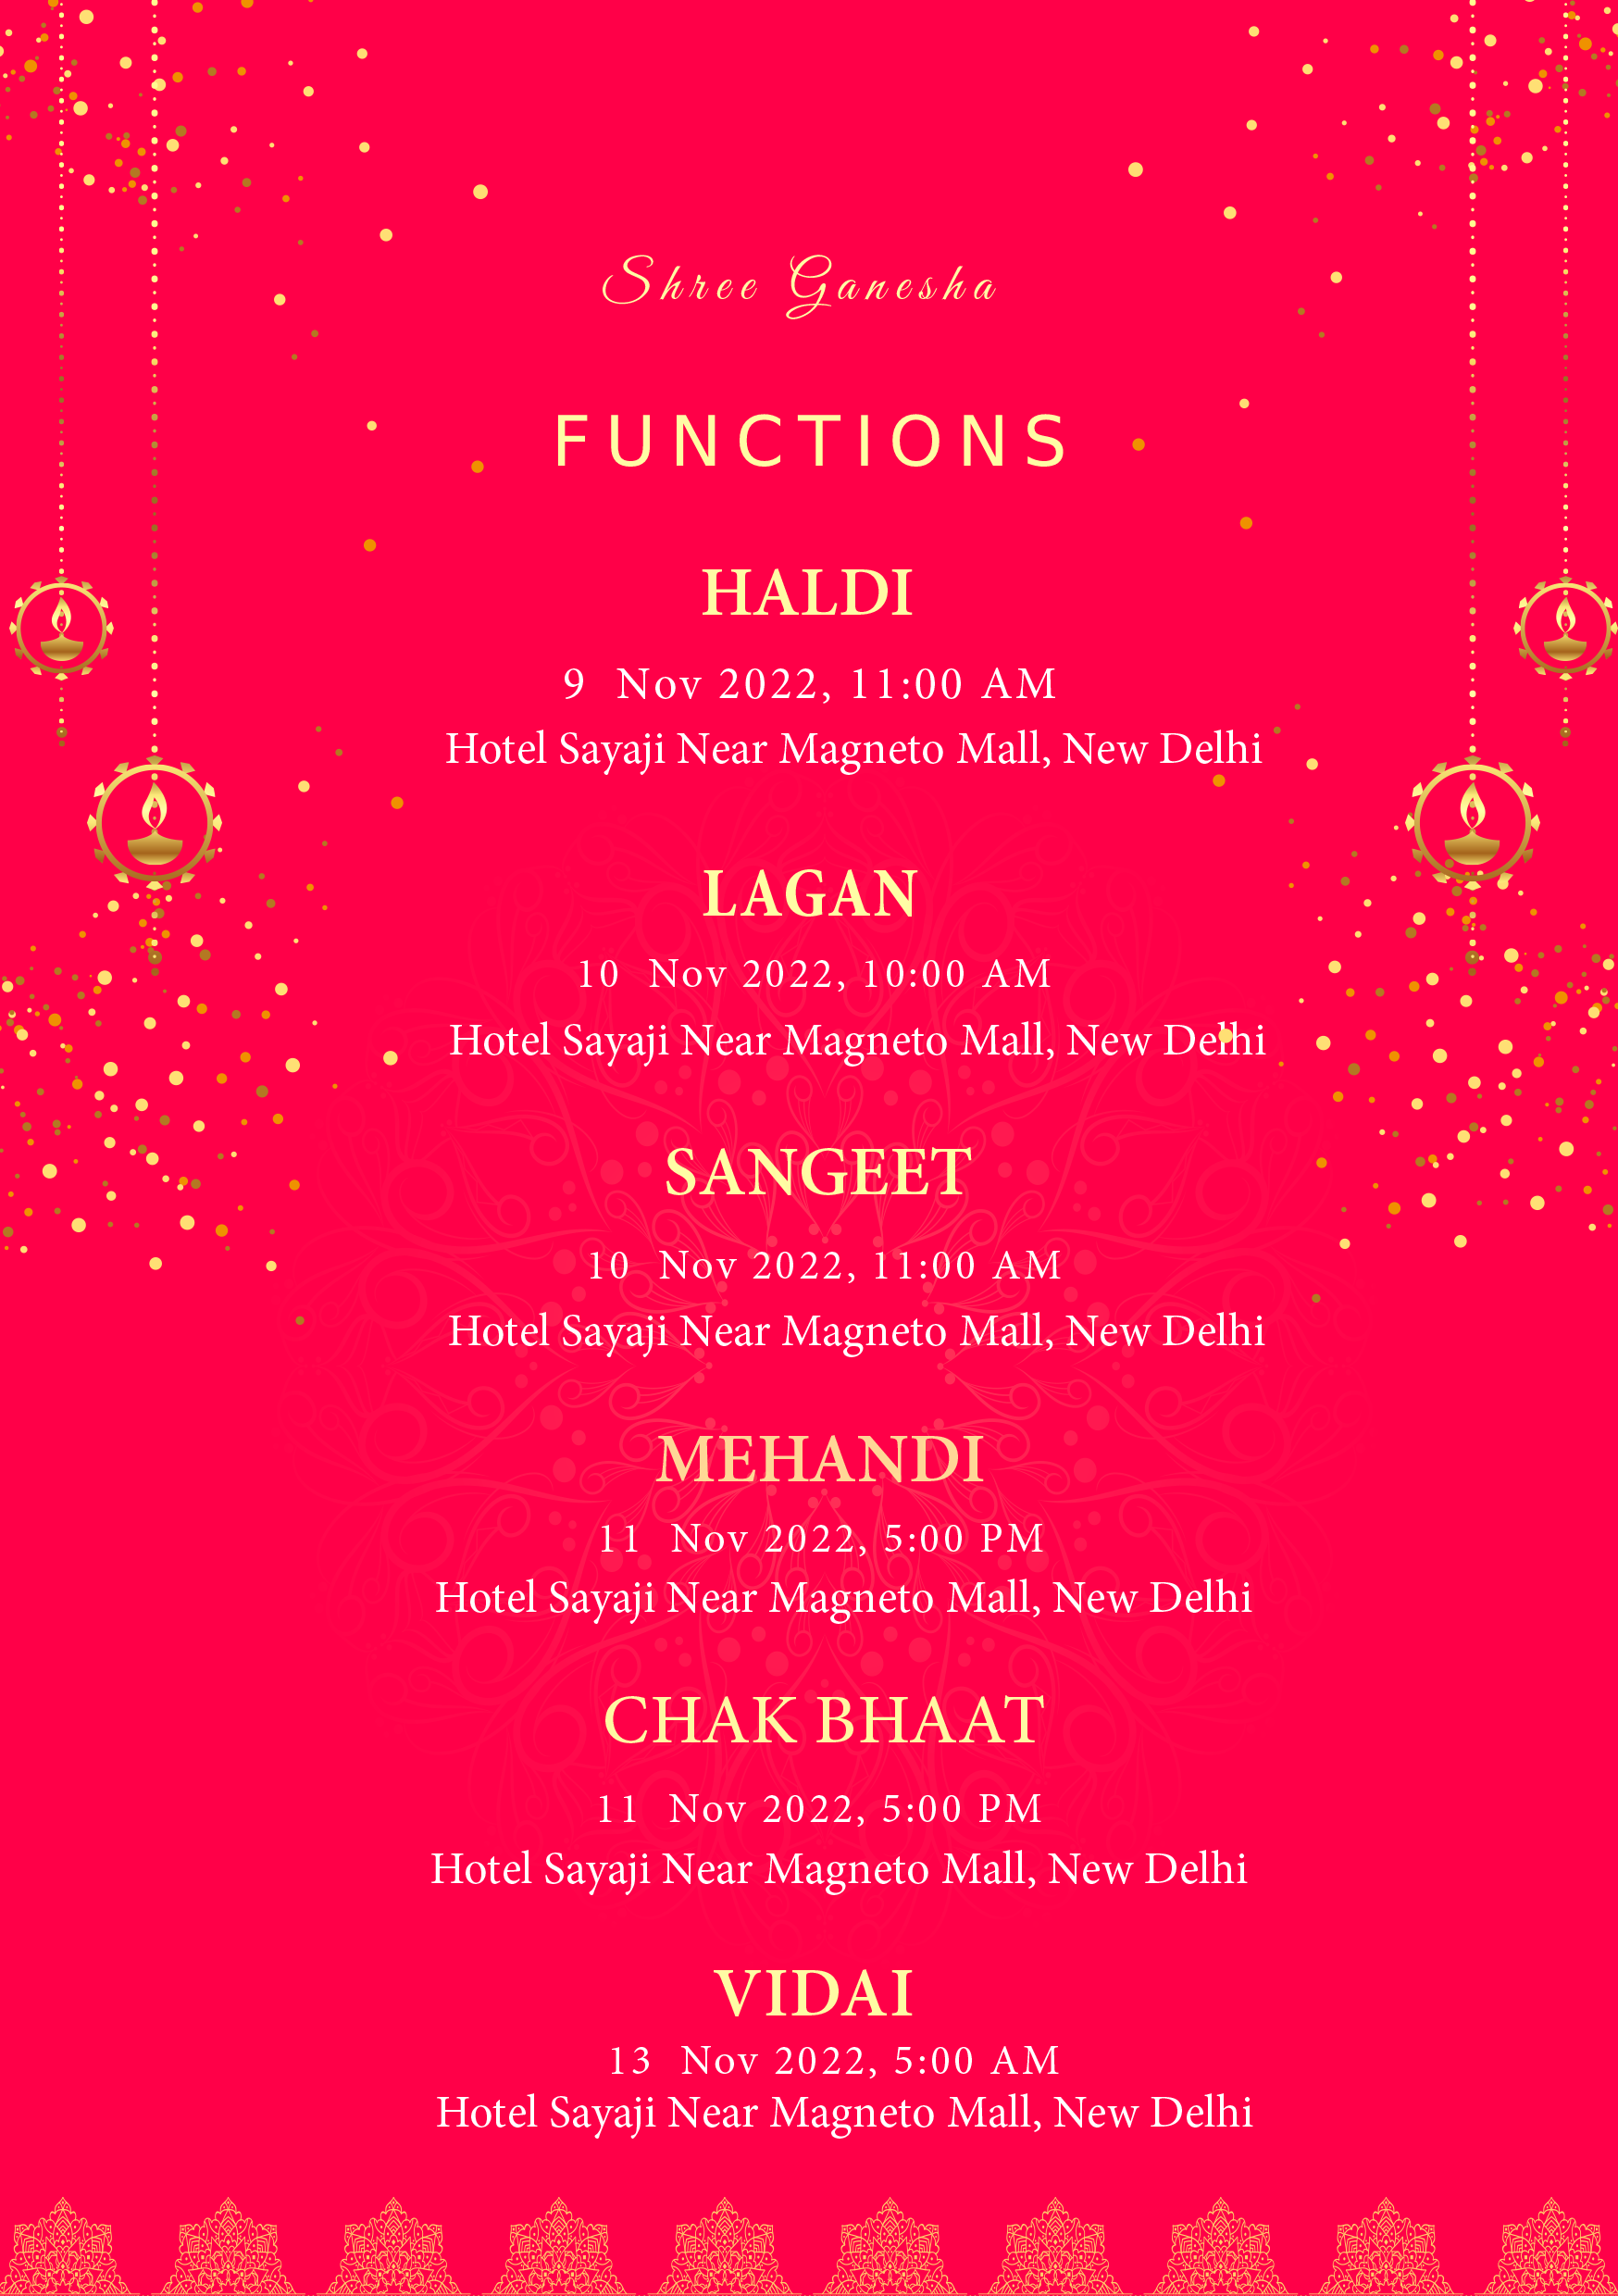 Shree Ganesha
FUNCTIONS
HALDI
9 Nov 2022, 11:00 AM
Hotel Sayaji Near Magneto Mall, New Delhi
LAGAN
10 Nov 2022, 10:00 AM
Hotel Sayaji Near Magneto Mall, New Delhi
SANGEET
10 Nov 2022, 11:00 AM
Hotel Sayaji Near Magneto Mall, New Delhi
MEHANDI
11 Nov 2022, 5:00 PM
Hotel Sayaji Near Magneto Mall, New Delhi
CHAK BHAAT
11 Nov 2022, 5:00 PM
Hotel Sayaji Near Magneto Mall, New Delhi
VIDAI
13 Nov 2022, 5:00 AM
Hotel Sayaji Near Magneto Mall, New Delhi